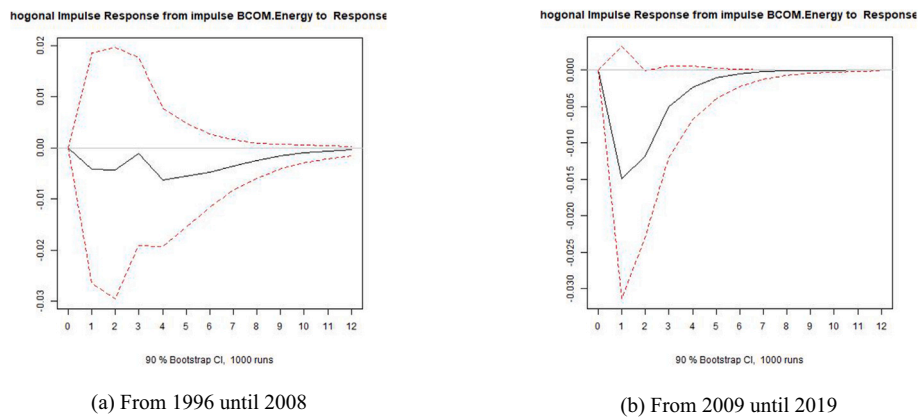 hogonal Impulse Response from impulse BCOM.Energy to Response
0.02
0.01
0.00
-0.01
-0.02
-0.03
0 1 2 3 4 5 6 7 8 9 10 11 12
90 % Bootstrap CI, 1000 runs
(a) From 1996 until 2008
hogonal Impulse Response from impulse BCOM.Energy to Response
0.000
-0.005
-0.010
-0.015
-0.020
-0.025
-0.030
0 1 2 3 4 5 6 7 8 9 10 11 12
90 % Bootstrap CI, 1000 runs
(b) From 2009 until 2019